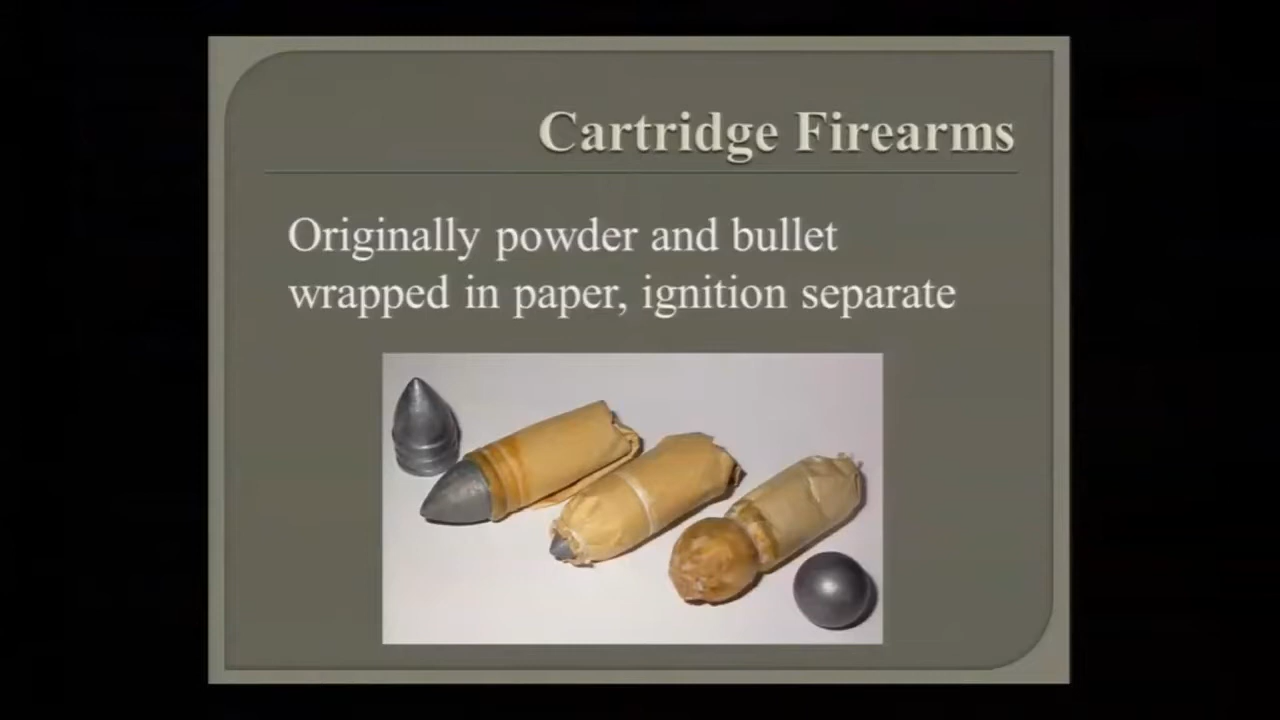 Cartridge Firearms
Originally powder and bullet
wrapped in paper, ignition separate